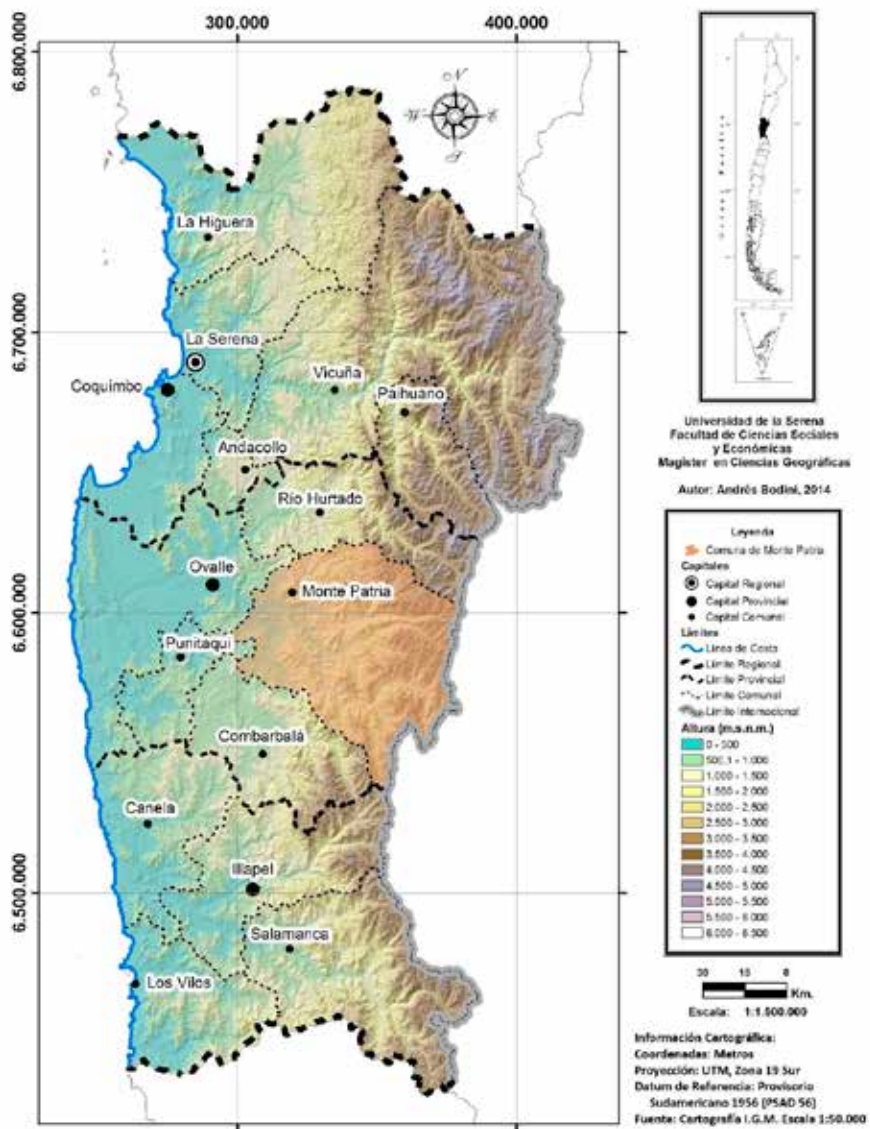 300.000
400.000
6.800.000
6.700.000
6.600.000
6.500.000
N
W
E
S
La Higuera
La Serena
Coquimbo
Vicuña
Paihuano
Andacollo
Río Hurtado
Ovalle
Monte Patria
Punitaqui
Combarbalá
Canela
Illapel
Salamanca
Los Vilos
Universidad de la Serena
Facultad de Ciencias Sociales
y Económicas
Magister en Ciencias Geográficas
Autor: Andrés Bodini, 2014
Leyenda
Comuna de Monte Patria
Capitales
Capital Regional
Capital Provincial
Capital Comunal
Límites
Línea de Costa
Límite Regional
Límite Provincial
Límite Comunal
Límite Internacional
Altura (m.s.n.m.)
0 - 500
500,1 - 1.000
1.000 - 1.500
1.500 - 2.000
2.000 - 2.500
2.500 - 3.000
3.000 - 3.500
3.500 - 4.000
4.000 - 4.500
4.500 - 5.000
5.000 - 5.500
5.500 - 6.000
6.000 - 6.500
30 15 0
Km.
Escala: 1:1.500.000
Información Cartográfica:
Coordenadas: Metros
Proyección: UTM, Zona 19 Sur
Datum de Referencia: Provisorio
Sudamericano 1956 (PSAD 56)
Fuente: Cartografía I.G.M. Escala 1:50.000